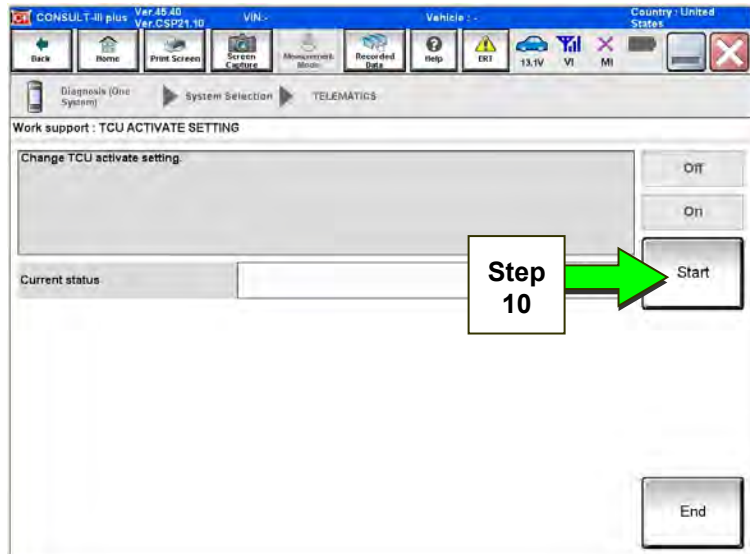 CONSULT-III plus Ver.45.40 VIN:- Vehicle : - Country : United
Ver.CSP21.10 States
Back Home Print Screen Screen Capture Measurement Mode Recorded Data Help ERT 13.1V VI MI
Diagnosis (One System) System Selection TELEMATICS
Work support : TCU ACTIVATE SETTING
Change TCU activate setting.
Off
On
Step
10
Start
Current status
End